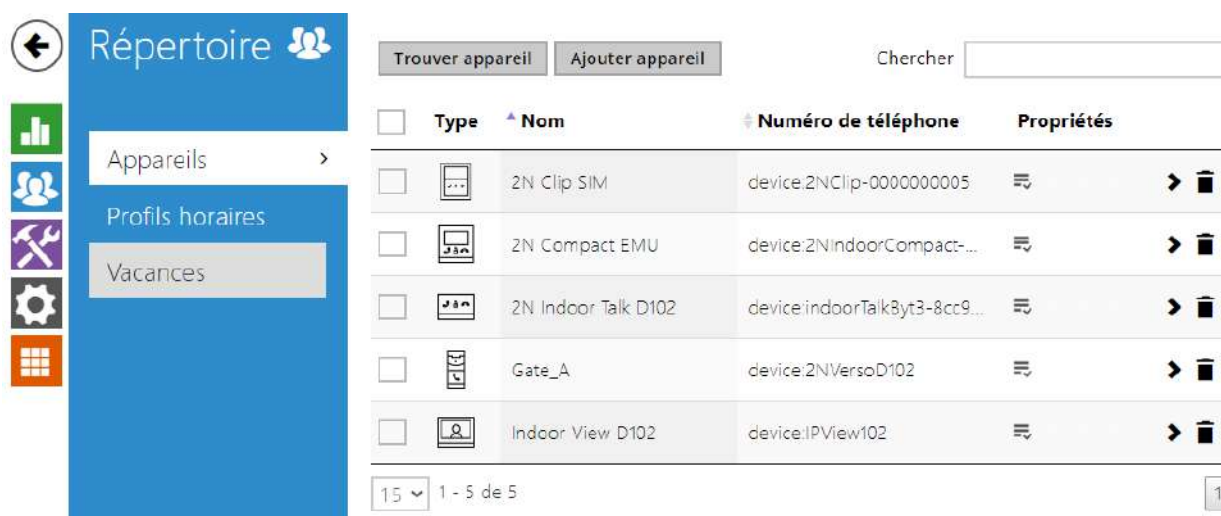 Répertoire
Trouver appareil Ajouter appareil Chercher
Type Nom Numéro de téléphone Propriétés
Appareils
2N Clip SIM device:2NClip-0000000005
Profils horaires
2N Compact EMU device:2NIndoorCompact-...
Vacances
2N Indoor Talk D102 device:indoorTalkByt3-8cc9...
Gate_A device:2NVersoD102
Indoor View D102 device:IPView102
15 1 - 5 de 5 1